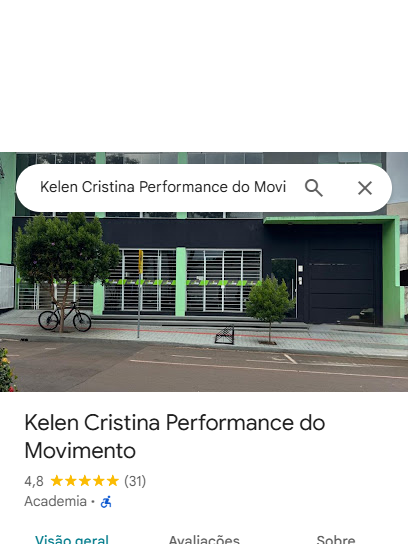 Kelen Cristina Performance do Movi
Kelen Cristina Performance do
Movimento
4,8 (31)
Academia •
Visão geral Avaliações Sobre